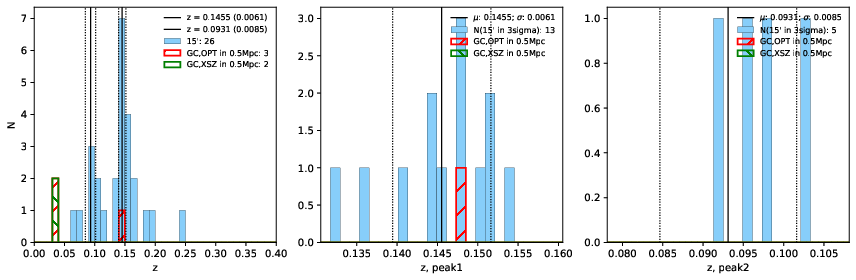 z = 0.1455 (0.0061)
z = 0.0931 (0.0085)
15': 26
GC,OPT in 0.5Mpc: 3
GC,XSZ in 0.5Mpc: 2
7
6
5
4
3
2
1
0
N
0.00 0.05 0.10 0.15 0.20 0.25 0.30 0.35 0.40
z
μ: 0.1455; σ: 0.0061
N(15' in 3sigma): 13
GC,OPT in 0.5Mpc
GC,XSZ in 0.5Mpc
3.0
2.5
2.0
1.5
1.0
0.5
0.0
0.135 0.140 0.145 0.150 0.155 0.160
z, peak1
μ: 0.0931; σ: 0.0085
N(15' in 3sigma): 5
GC,OPT in 0.5Mpc
GC,XSZ in 0.5Mpc
1.0
0.8
0.6
0.4
0.2
0.0
0.080 0.085 0.090 0.095 0.100 0.105
z, peak2